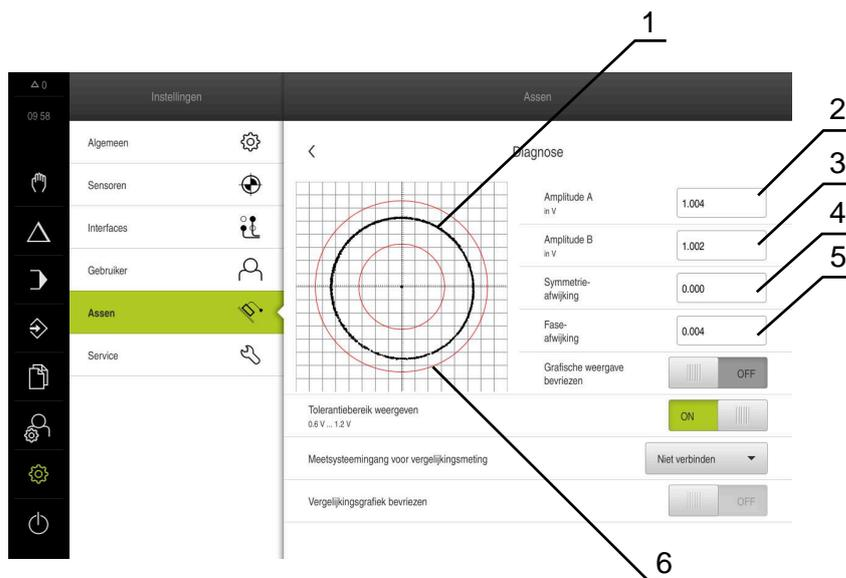 1
△ 0
Instellingen
Assen
09 58
2
Algemeen
Diagnose
3
Sensoren
Amplitude A
in V
1.004
4
Interfaces
Amplitude B
in V
1.002
5
Gebruiker
Symmetrie-
afwijking
0.000
Assen
Fase-
afwijking
0.004
Service
Grafische weergave
bevriezen
OFF
Tolerantiebereik weergeven
0.6 V ... 1.2 V
ON
Meetsysteemingang voor vergelijkingsmeting
Niet verbinden
Vergelijkingsgrafiek bevriezen
OFF
6